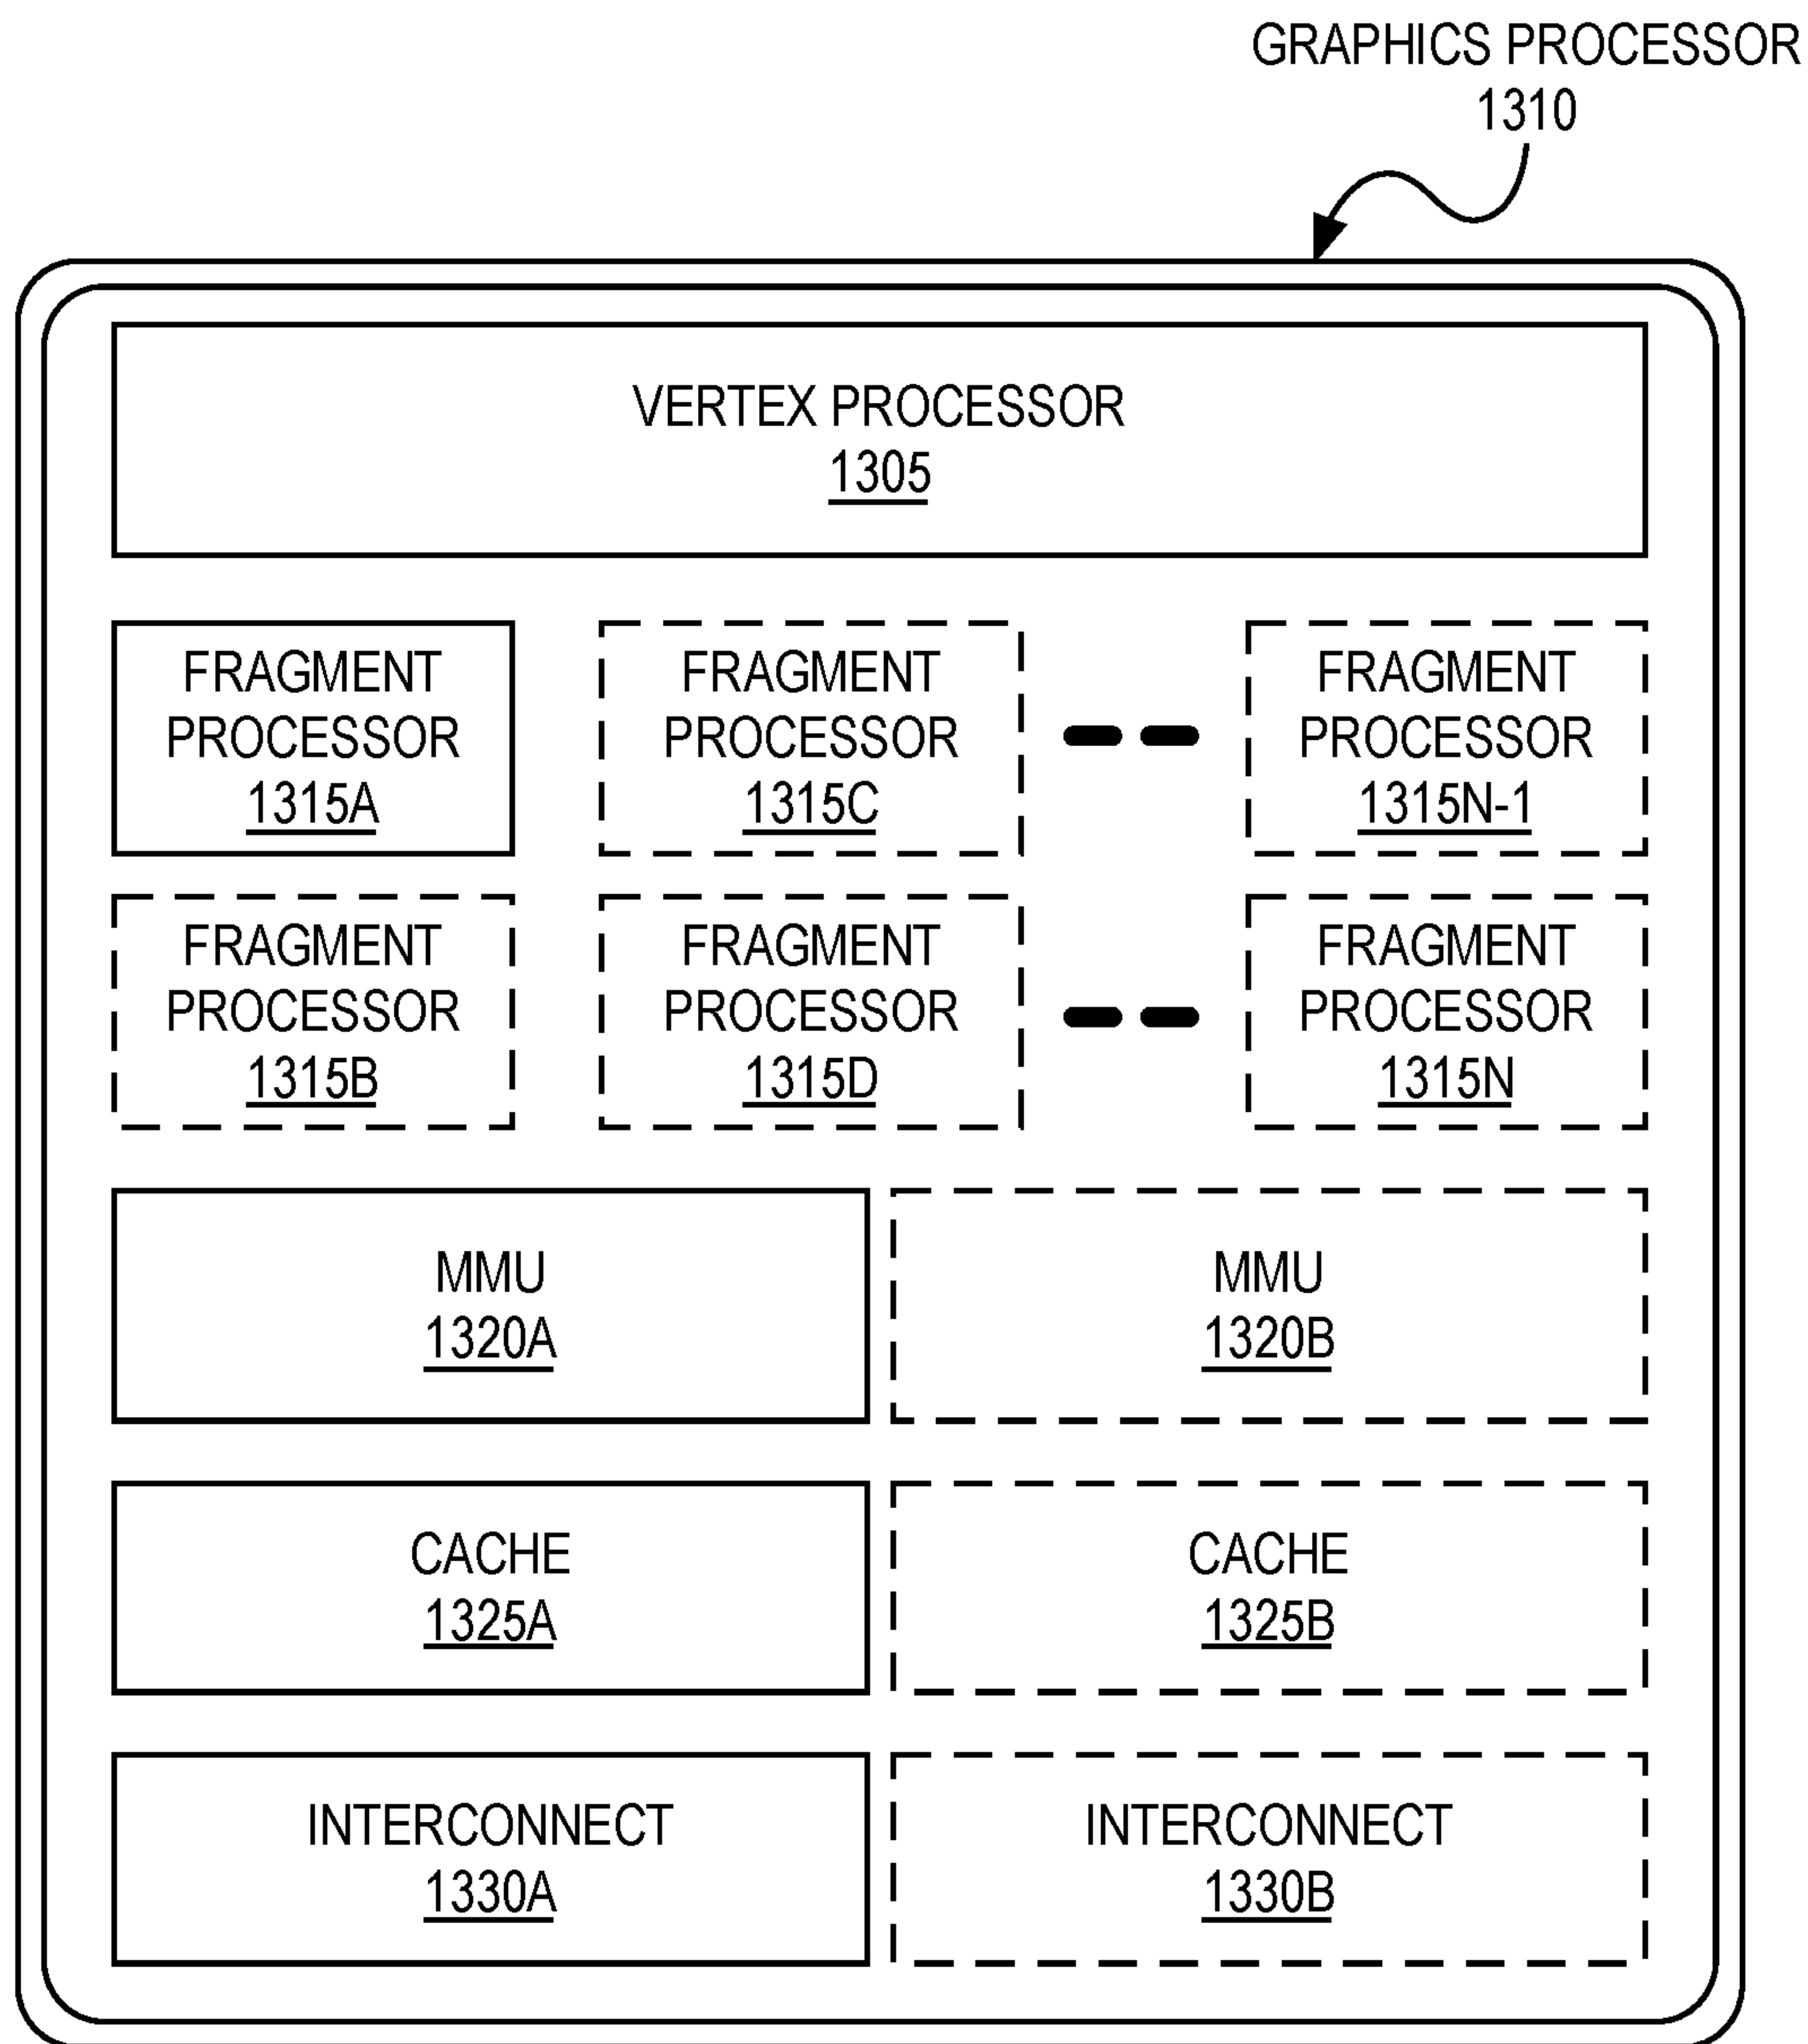 GRAPHICS PROCESSOR
1310
VERTEX PROCESSOR
1305
FRAGMENT
PROCESSOR
1315A
FRAGMENT
PROCESSOR
1315C
FRAGMENT
PROCESSOR
1315N-1
FRAGMENT
PROCESSOR
1315B
FRAGMENT
PROCESSOR
1315D
FRAGMENT
PROCESSOR
1315N
MMU
1320A
MMU
1320B
CACHE
1325A
CACHE
1325B
INTERCONNECT
1330A
INTERCONNECT
1330B